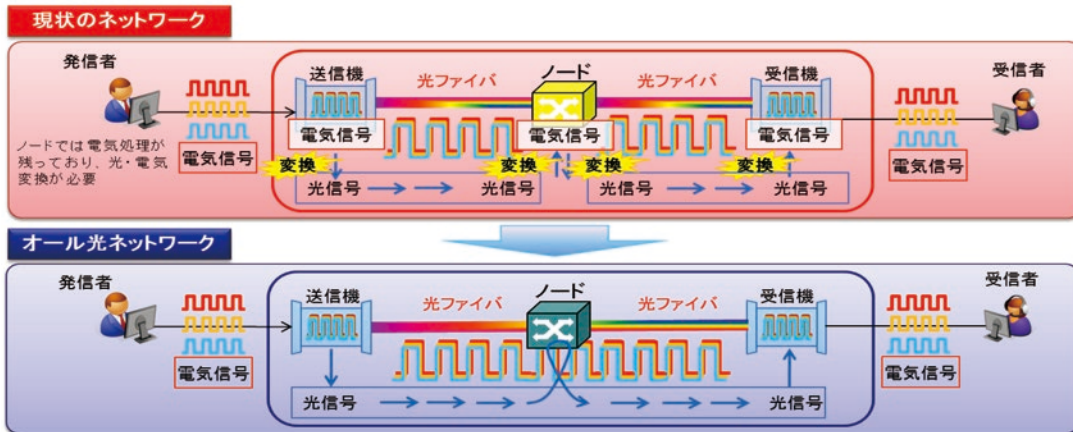 現状のネットワーク
発信者
送信機
光ファイバ
ノード
光ファイバ
受信機
受信者
ノードでは電気処理が
残っており、光・電気
変換が必要
電気信号
電気信号
電気信号
電気信号
電気信号
変換
変換
変換
変換
光信号
光信号
光信号
光信号
オール光ネットワーク
発信者
送信機
光ファイバ
ノード
光ファイバ
受信機
受信者
電気信号
電気信号
光信号
光信号